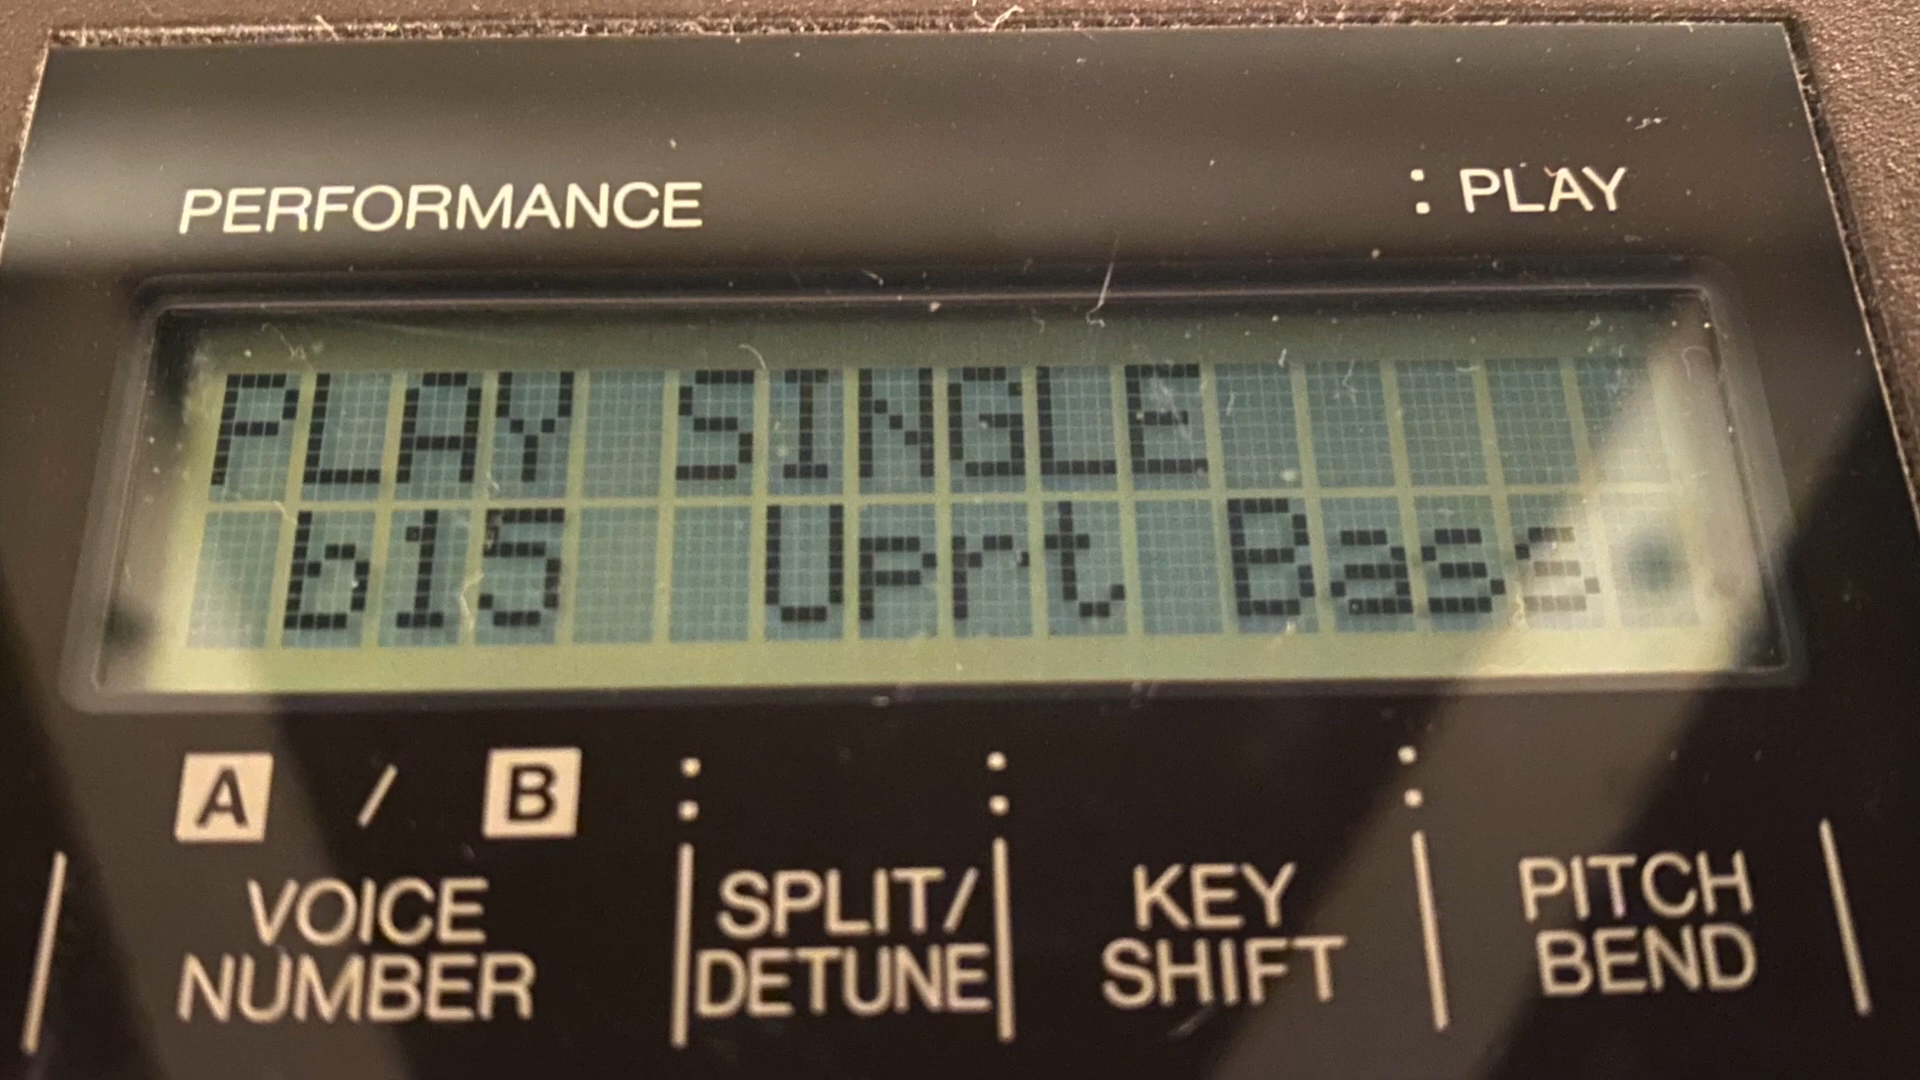 PERFORMANCE : PLAY
PLAY SINGLE
b15 Uprt Bass
A / B : : :
VOICE NUMBER
SPLIT/ DETUNE
KEY SHIFT
PITCH BEND